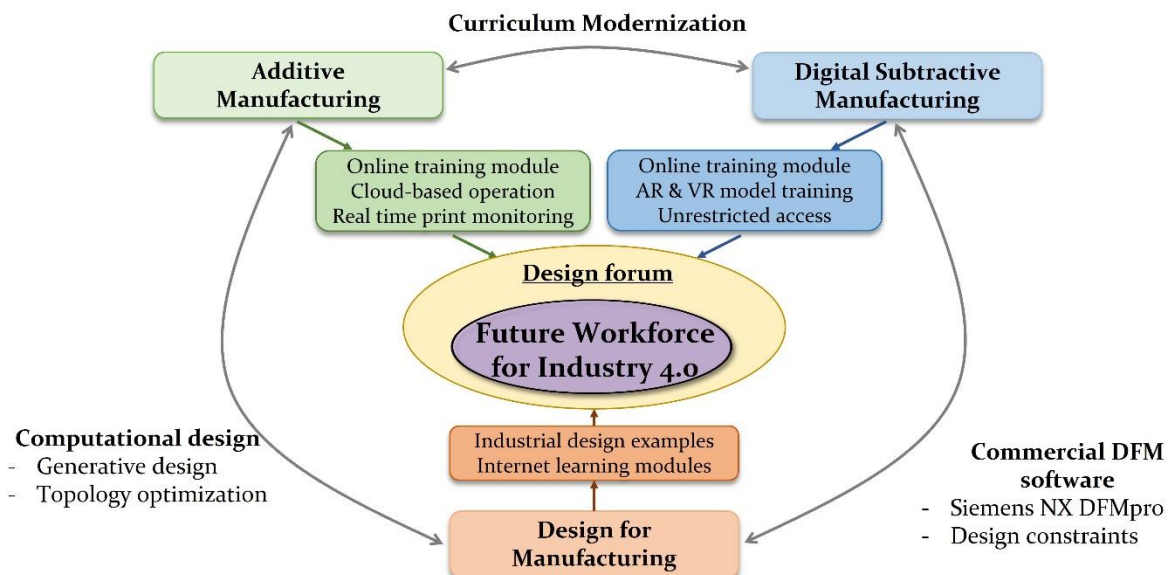 Curriculum Modernization
Additive
Manufacturing
Digital Subtractive
Manufacturing
Online training module
Cloud-based operation
Real time print monitoring
Online training module
AR & VR model training
Unrestricted access
Design forum
Future Workforce
for Industry 4.0
Computational design
- Generative design
- Topology optimization
Industrial design examples
Internet learning modules
Commercial DFM
software
- Siemens NX DFMpro
- Design constraints
Design for
Manufacturing